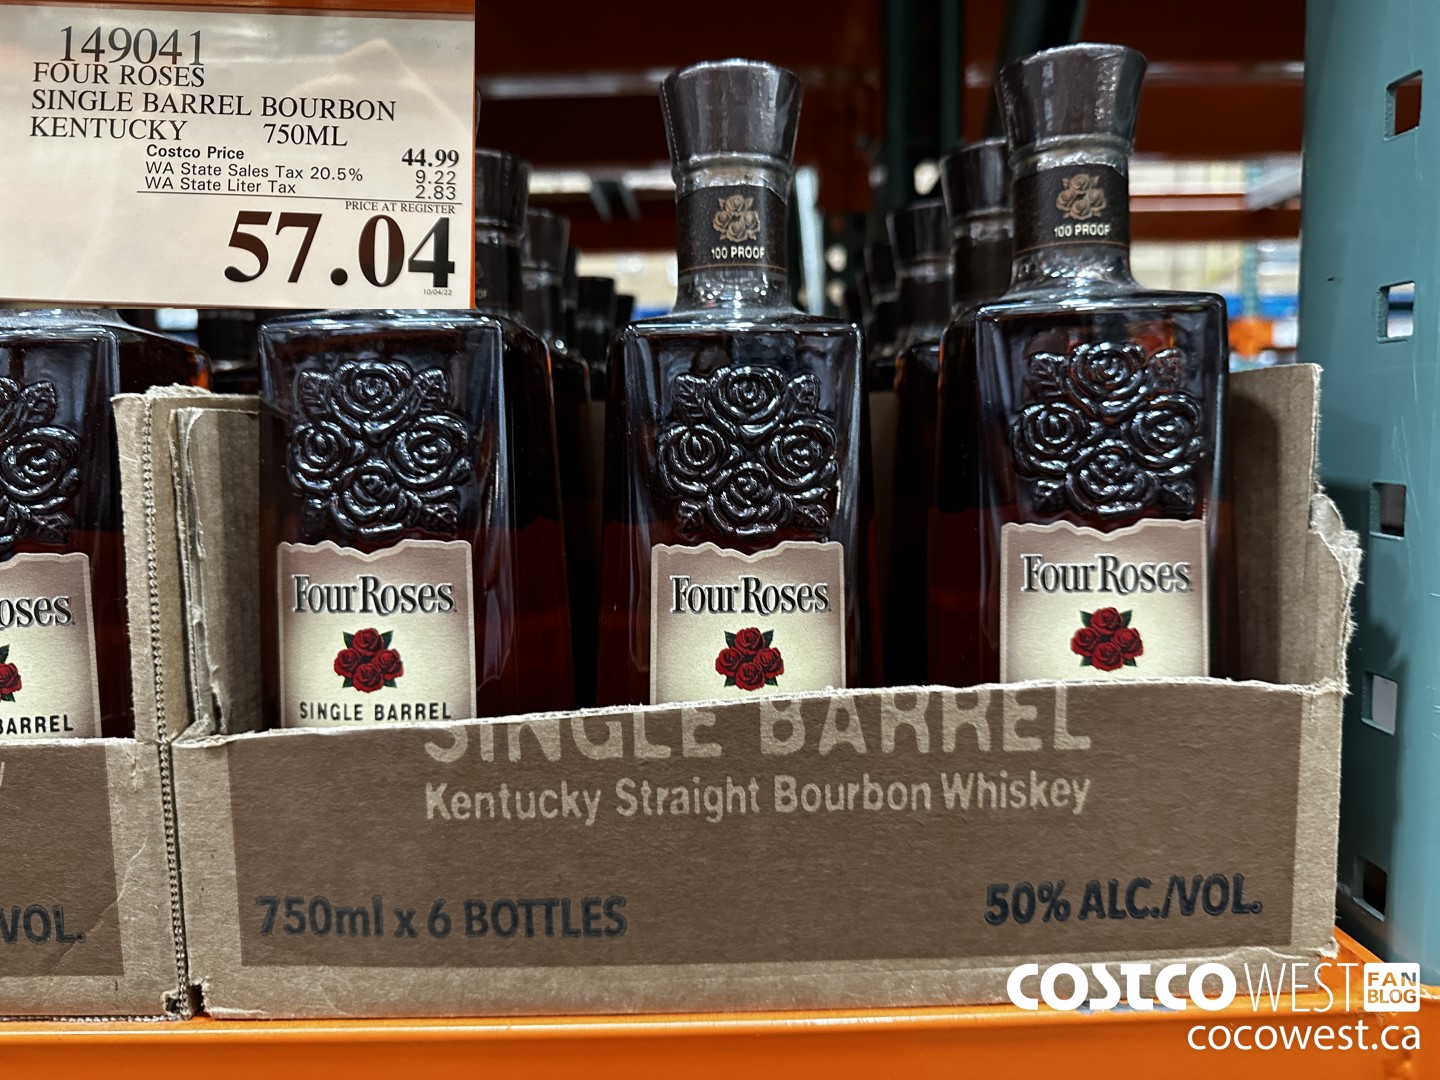 149041
FOUR ROSES
SINGLE BARREL BOURBON
KENTUCKY 750ML
Costco Price 44.99
WA State Sales Tax 20.5% 9.22
WA State Liter Tax 2.83
PRICE AT REGISTER
57.04
10/04/22
100 PROOF
100 PROOF
OSES
BARREL
Four Roses
SINGLE BARREL
Four Roses
Four Roses
SINGLE BARREL
Kentucky Straight Bourbon Whiskey
750ml x 6 BOTTLES
50% ALC./VOL.
/VOL.
COSTCO WEST FAN BLOG
cocowest.ca